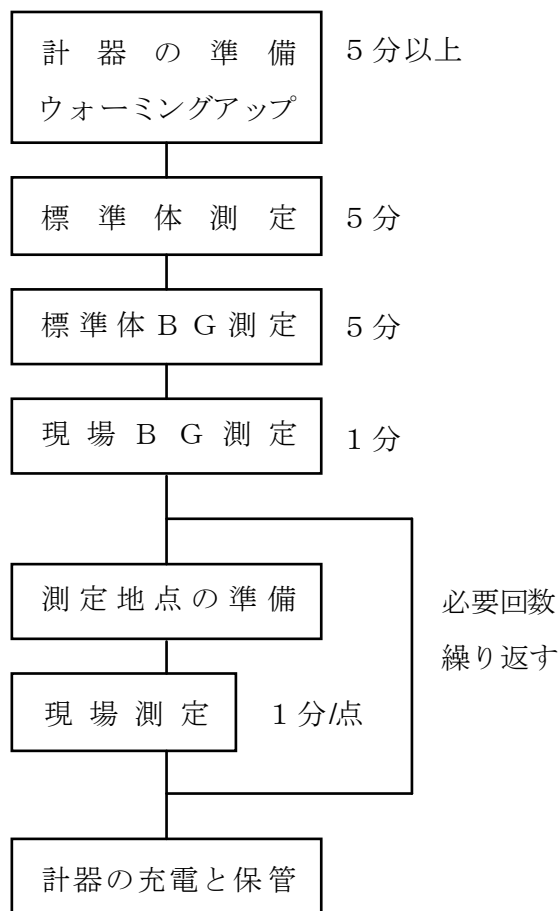 計器の準備 5分以上
ウォーミングアップ
標準体測定 5分
標準体BG測定 5分
現場BG測定 1分
測定地点の準備 必要回数
繰り返す
現場測定 1分/点
計器の充電と保管